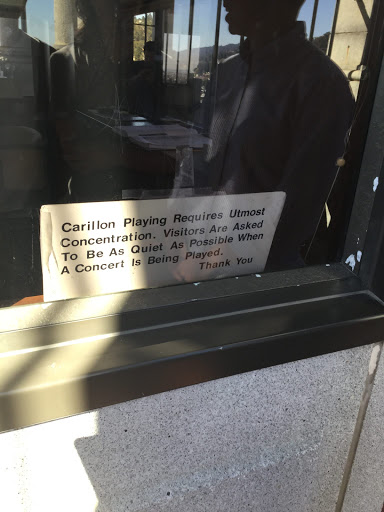 Carillon Playing Requires Utmost
Concentration. Visitors Are Asked
To Be As Quiet As Possible When
A Concert Is Being Played.
Thank You